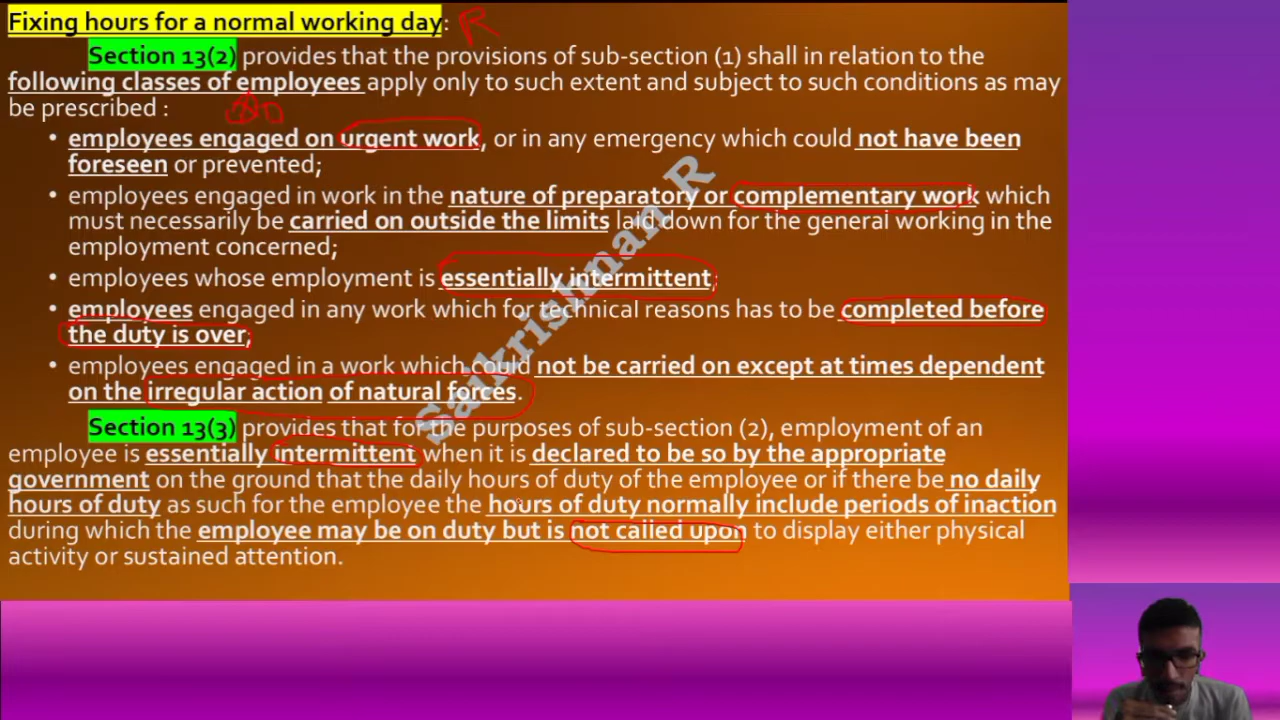 Fixing hours for a normal working day: R
Section 13(2) provides that the provisions of sub-section (1) shall in relation to the
following classes of employees apply only to such extent and subject to such conditions as may
be prescribed :
• employees engaged on urgent work, or in any emergency which could not have been
foreseen or prevented;
• employees engaged in work in the nature of preparatory or complementary work which
must necessarily be carried on outside the limits laid down for the general working in the
employment concerned;
• employees whose employment is essentially intermittent;
• employees engaged in any work which for technical reasons has to be completed before
the duty is over;
• employees engaged in a work which could not be carried on except at times dependent
on the irregular action of natural forces.
Section 13(3) provides that for the purposes of sub-section (2), employment of an
employee is essentially intermittent when it is declared to be so by the appropriate
government on the ground that the daily hours of duty of the employee or if there be no daily
hours of duty as such for the employee the hours of duty normally include periods of inaction
during which the employee may be on duty but is not called upon to display either physical
activity or sustained attention.
Saikrishnan R